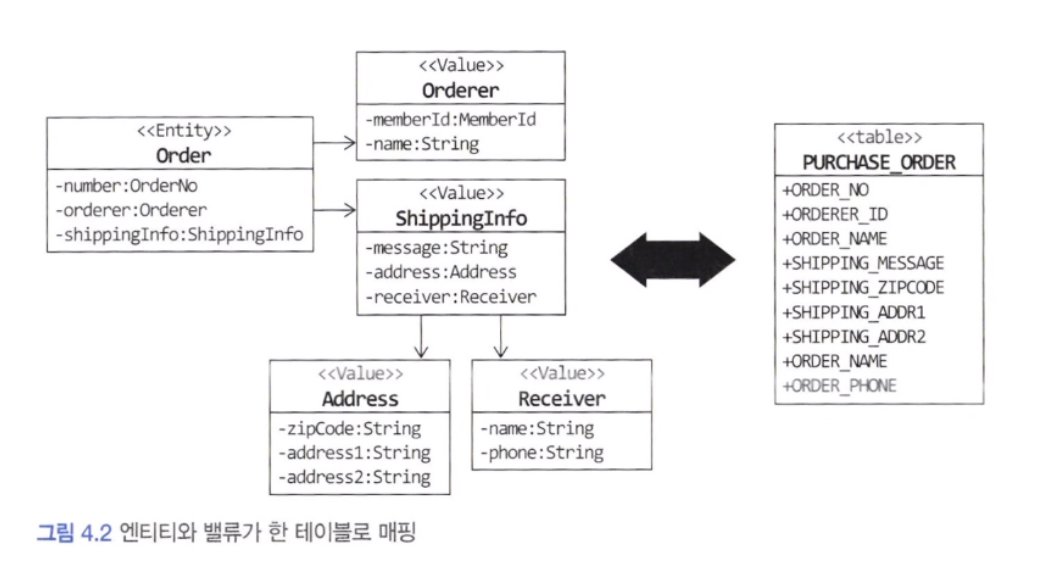 <<Value>>
Orderer
-memberId:MemberId
-name:String
<<Entity>>
Order
-number:OrderNo
-orderer:Orderer
-shippingInfo:ShippingInfo
<<Value>>
ShippingInfo
-message:String
-address:Address
-receiver:Receiver
<<Value>>
Address
-zipCode:String
-address1:String
-address2:String
<<Value>>
Receiver
-name:String
-phone:String
<<table>>
PURCHASE_ORDER
+ORDER_NO
+ORDERER_ID
+ORDER_NAME
+SHIPPING_MESSAGE
+SHIPPING_ZIPCODE
+SHIPPING_ADDR1
+SHIPPING_ADDR2
+ORDER_NAME
+ORDER_PHONE
그림 4.2 엔티티와 밸류가 한 테이블로 매핑